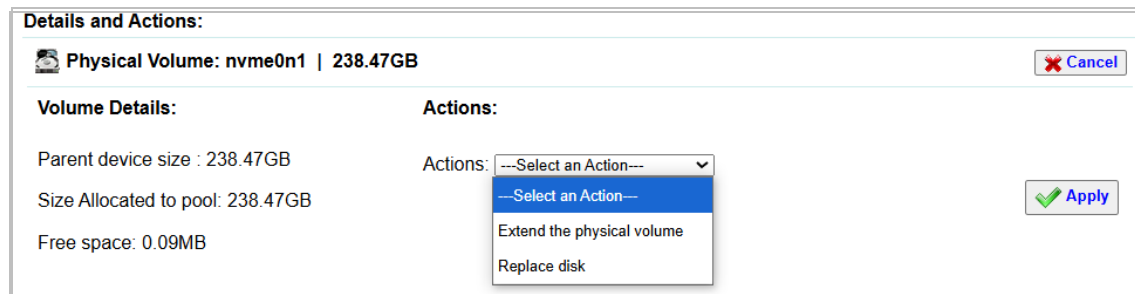 Details and Actions:
Physical Volume: nvme0n1 | 238.47GB
Cancel
Volume Details:
Actions:
Parent device size : 238.47GB
Actions: ---Select an Action---
---Select an Action---
Size Allocated to pool: 238.47GB
Apply
Extend the physical volume
Free space: 0.09MB
Replace disk